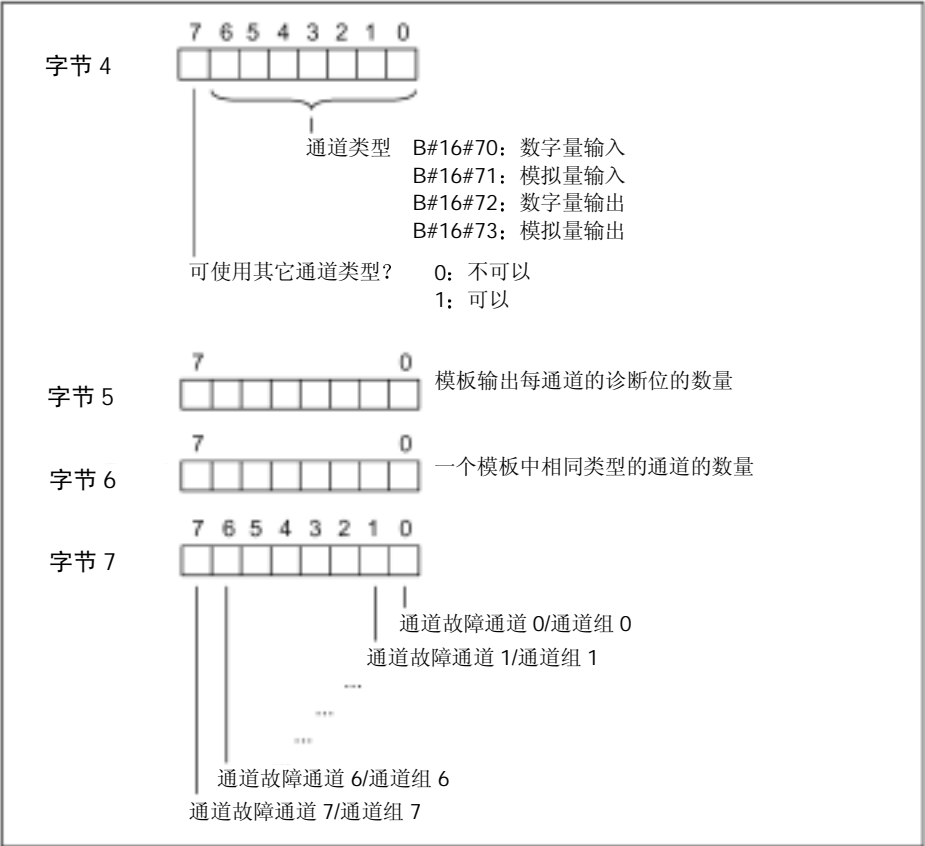 7 6 5 4 3 2 1 0
字节 4
通道类型 B#16#70：数字量输入
B#16#71：模拟量输入
B#16#72：数字量输出
B#16#73：模拟量输出
可使用其它通道类型？ 0：不可以
1：可以
7 0
字节 5 模板输出每通道的诊断位的数量
7 0
字节 6 一个模板中相同类型的通道的数量
7 6 5 4 3 2 1 0
字节 7
通道故障通道 0/通道组 0
通道故障通道 1/通道组 1
...
...
...
通道故障通道 6/通道组 6
通道故障通道 7/通道组 7